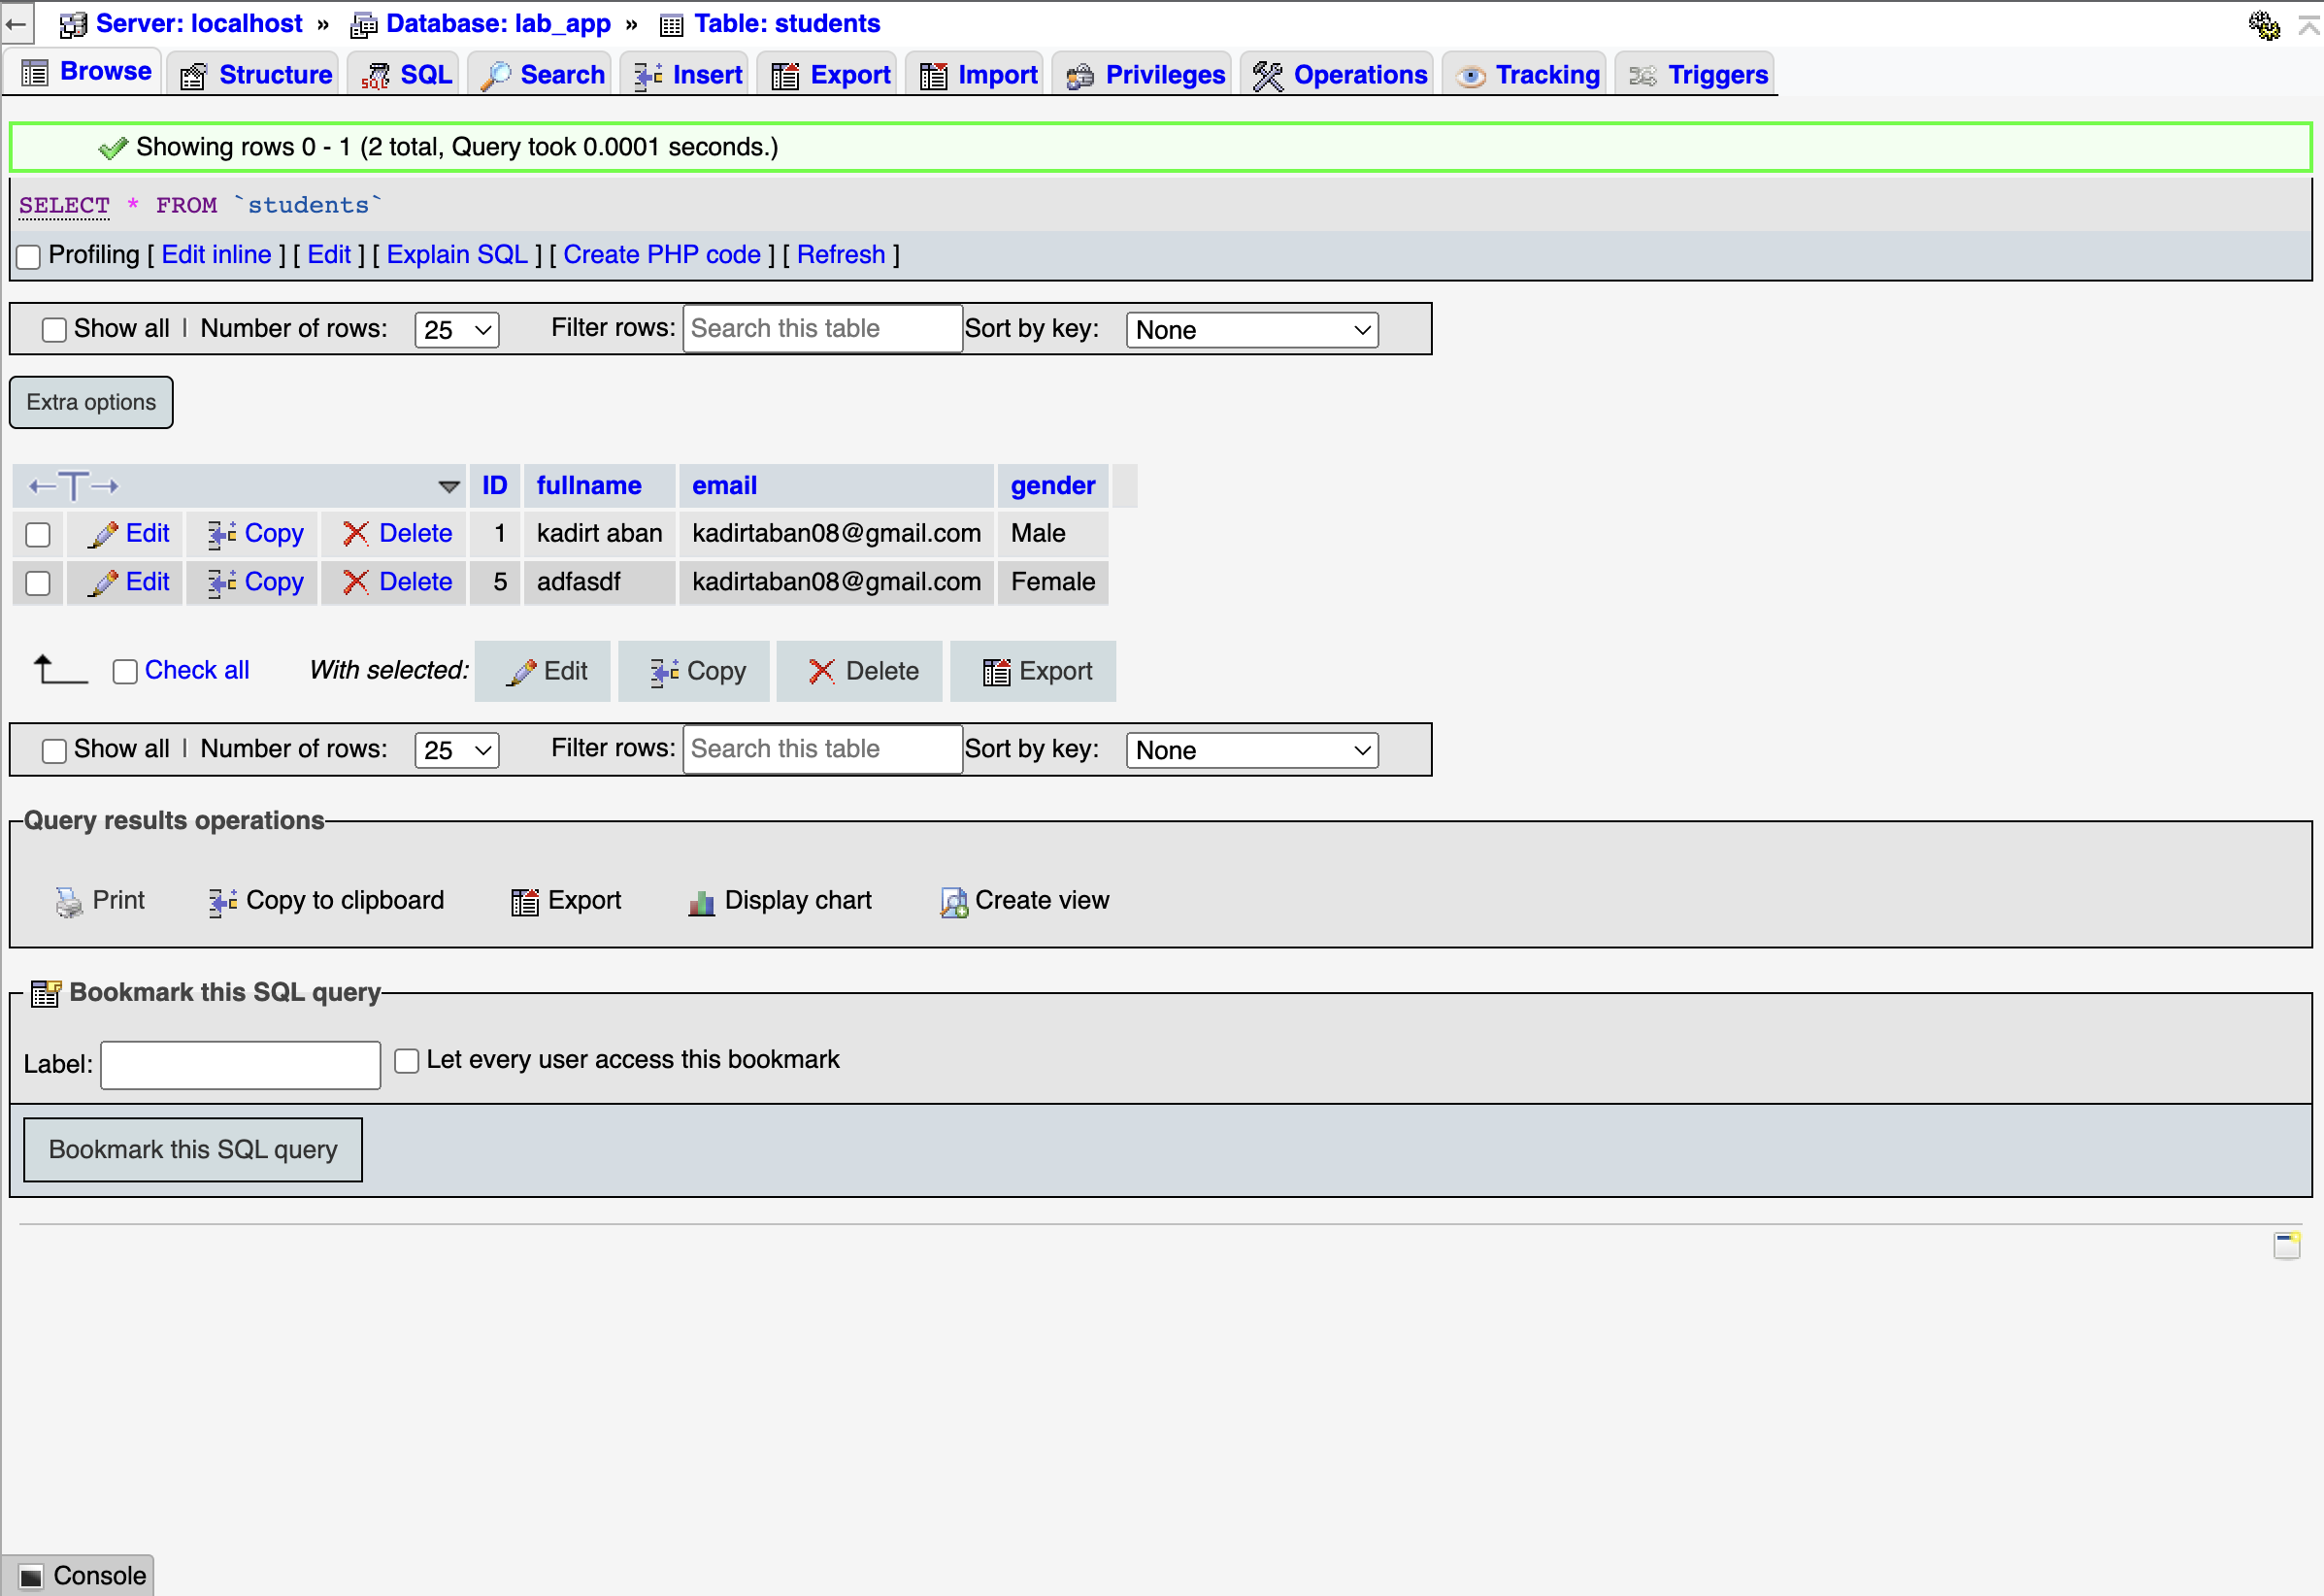 Server: localhost » Database: lab_app » Table: students
Browse Structure SQL Search Insert Export Import Privileges Operations Tracking Triggers
Showing rows 0 - 1 (2 total, Query took 0.0001 seconds.)
SELECT * FROM `students`
Profiling [ Edit inline ] [ Edit ] [ Explain SQL ] [ Create PHP code ] [ Refresh ]
Show all | Number of rows: 25 Filter rows: Search this table Sort by key: None
Extra options
ID fullname email gender
Edit Copy Delete 1 kadirt aban kadirtaban08@gmail.com Male
Edit Copy Delete 5 adfasdf kadirtaban08@gmail.com Female
Check all With selected: Edit Copy Delete Export
Show all | Number of rows: 25 Filter rows: Search this table Sort by key: None
Query results operations
Print Copy to clipboard Export Display chart Create view
Bookmark this SQL query
Label: Let every user access this bookmark
Bookmark this SQL query
Console